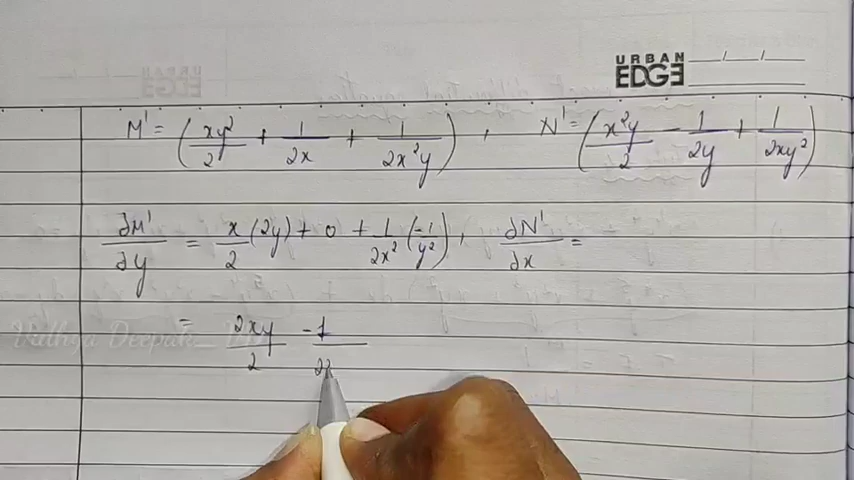 URBAN
EDGE
M' = (xy²/2 + 1/2x + 1/2x²y) , N' = (x²y/2 - 1/2y + 1/2xy²)
∂M'/∂y = x/2 (2y) + 0 + 1/2x² (-1/y²) , ∂N'/∂x =
= 2xy/2 - 1/2x